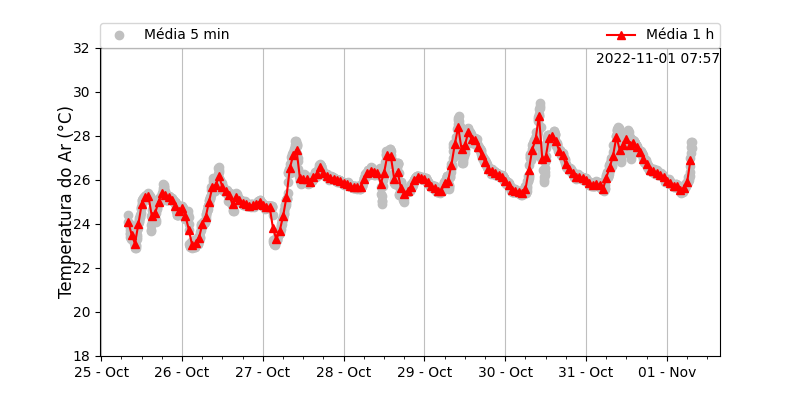 Média 5 min
Média 1 h
2022-11-01 07:57
Temperatura do Ar (°C)
32
30
28
26
24
22
20
18
25 - Oct
26 - Oct
27 - Oct
28 - Oct
29 - Oct
30 - Oct
31 - Oct
01 - Nov